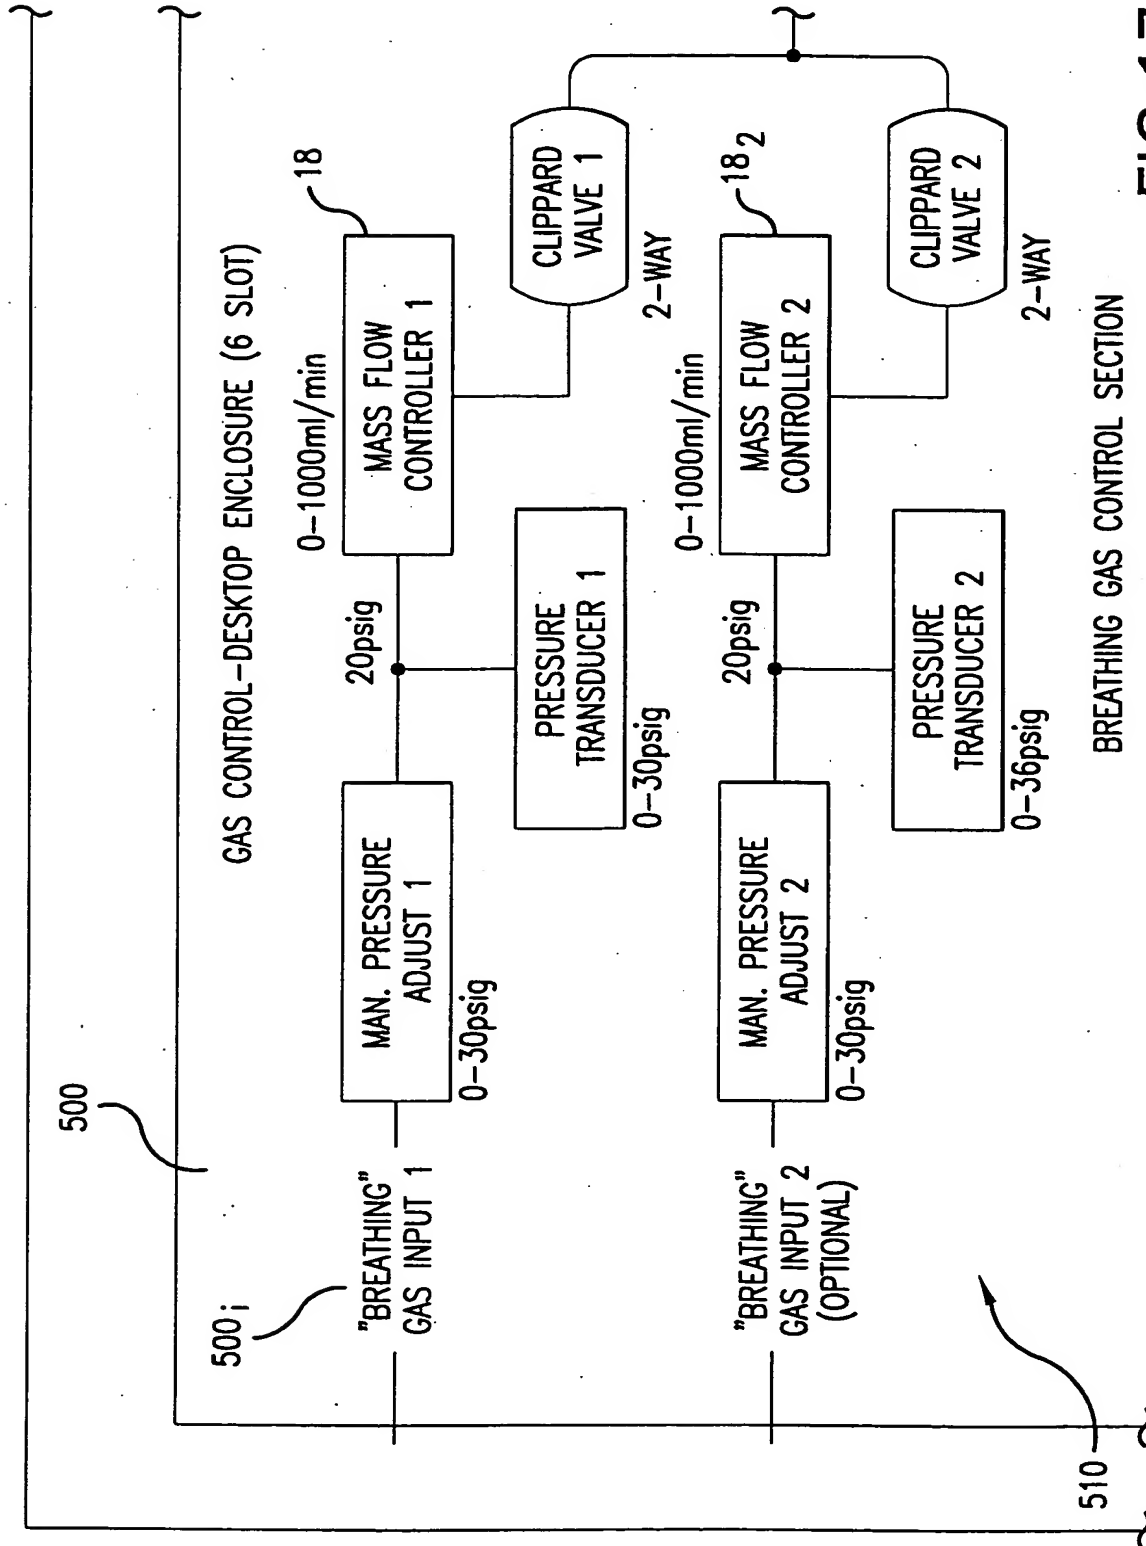 500
GAS CONTROL-DESKTOP ENCLOSURE (6 SLOT)
500i
"BREATHING"
GAS INPUT 1
MAN. PRESSURE
ADJUST 1
0-30psig
20psig
PRESSURE
TRANSDUCER 1
0-30psig
0-1000ml/min
MASS FLOW
CONTROLLER 1
18
CLIPPARD
VALVE 1
2-WAY
"BREATHING"
GAS INPUT 2
(OPTIONAL)
MAN. PRESSURE
ADJUST 2
0-30psig
20psig
PRESSURE
TRANSDUCER 2
0-36psig
0-1000ml/min
MASS FLOW
CONTROLLER 2
18 2
CLIPPARD
VALVE 2
2-WAY
510
BREATHING GAS CONTROL SECTION